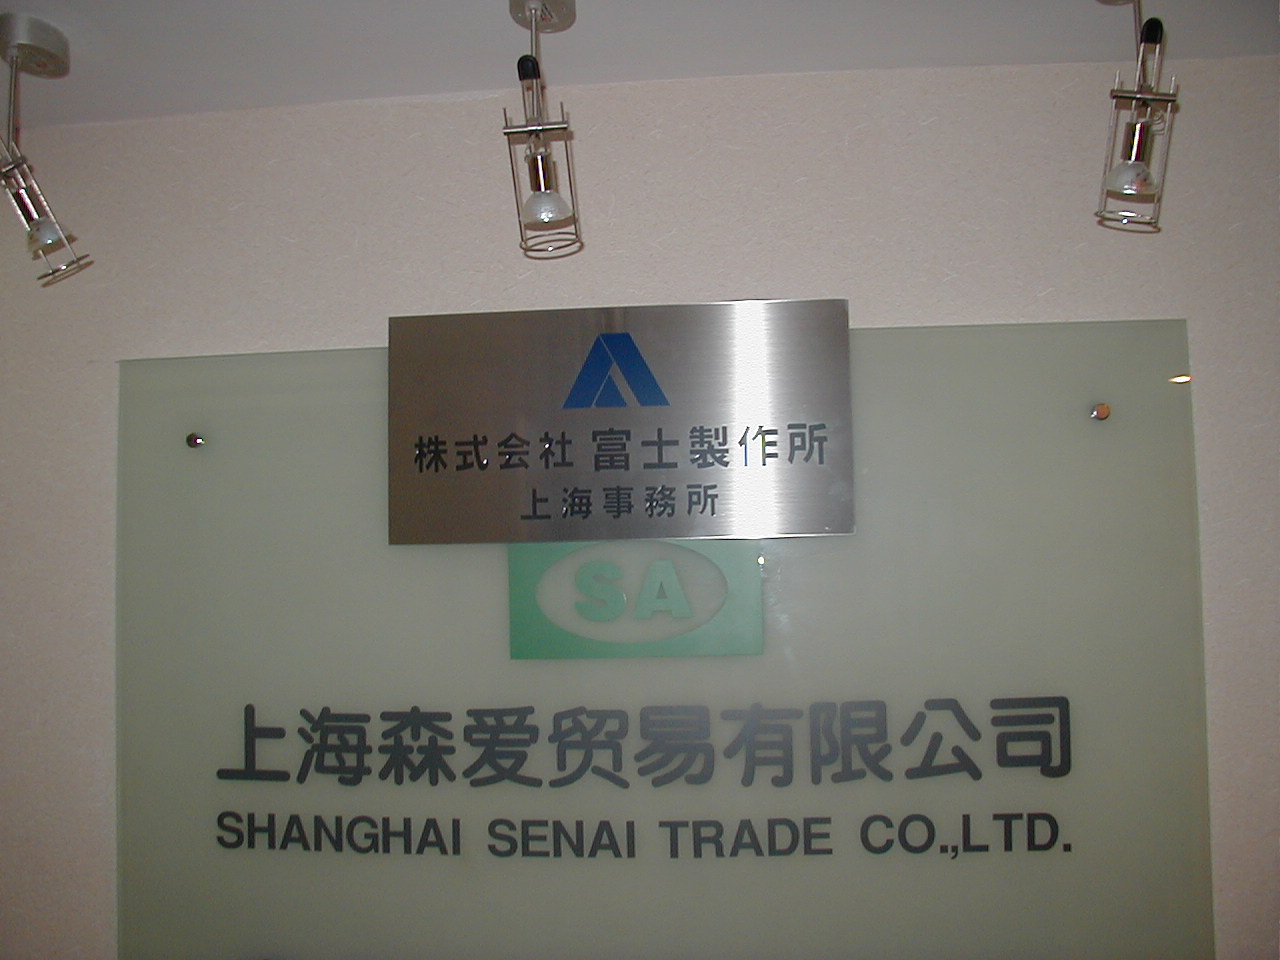 株式会社 富士製作所
上海事務所
SA
上海森爱贸易有限公司
SHANGHAI SENAI TRADE CO.,LTD.